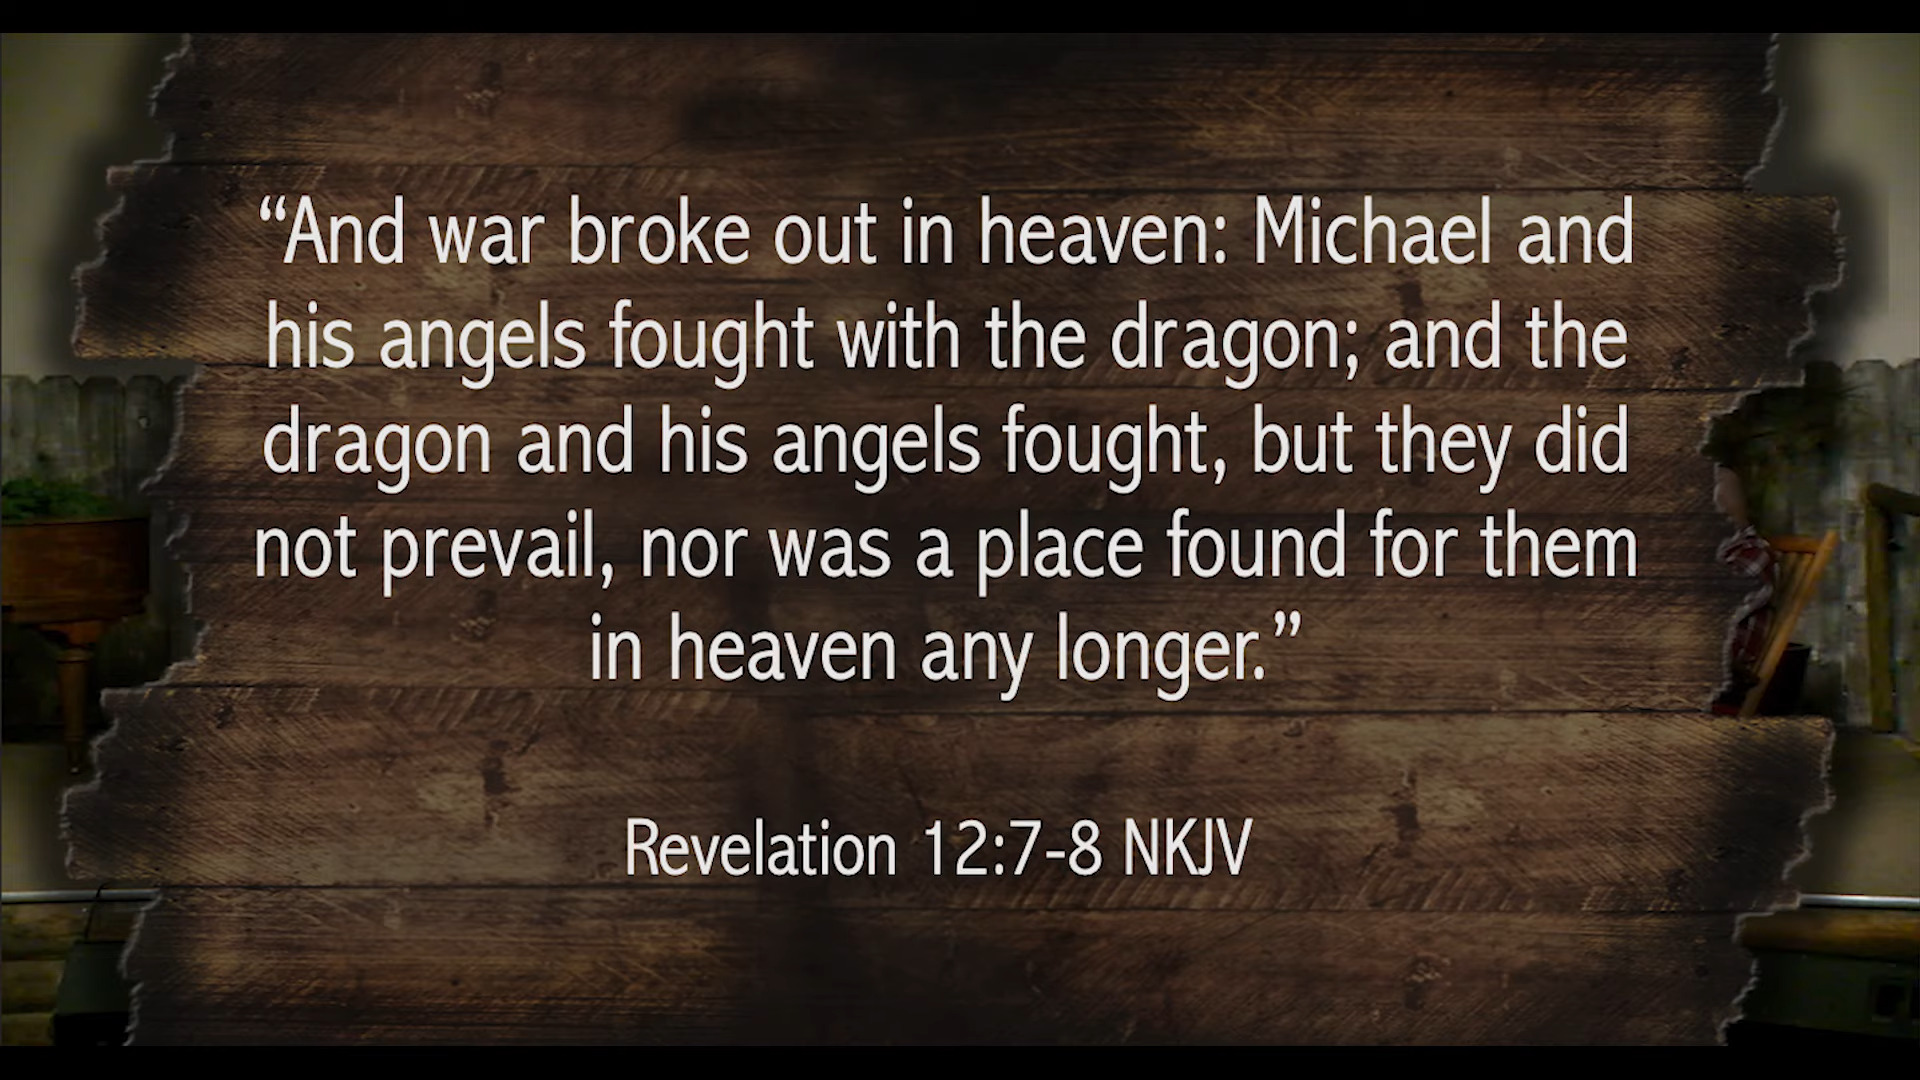 “And war broke out in heaven: Michael and
his angels fought with the dragon; and the
dragon and his angels fought, but they did
not prevail, nor was a place found for them
in heaven any longer.”
Revelation 12:7-8 NKJV